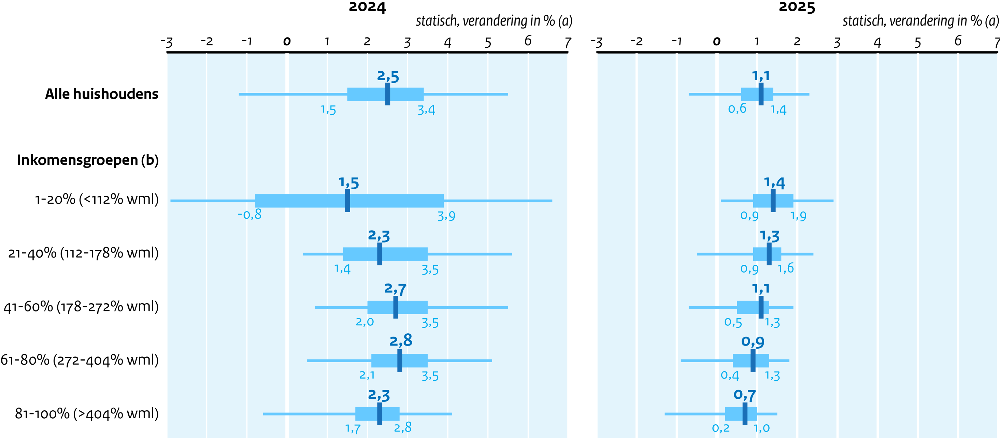 2024
2025
statisch, verandering in % (a)
statisch, verandering in % (a)
-3 -2 -1 0 1 2 3 4 5 6 7
-3 -2 -1 0 1 2 3 4 5 6 7
2,5
1,1
Alle huishoudens
1,5 3,4
0,6 1,4
Inkomensgroepen (b)
1,5
1,4
1-20% (<112% wml)
-0,8 3,9
0,9 1,9
2,3
1,3
21-40% (112-178% wml)
1,4 3,5
0,9 1,6
2,7
1,1
41-60% (178-272% wml)
2,0 3,5
0,5 1,3
2,8
0,9
61-80% (272-404% wml)
2,1 3,5
0,4 1,3
2,3
0,7
81-100% (>404% wml)
1,7 2,8
0,2 1,0